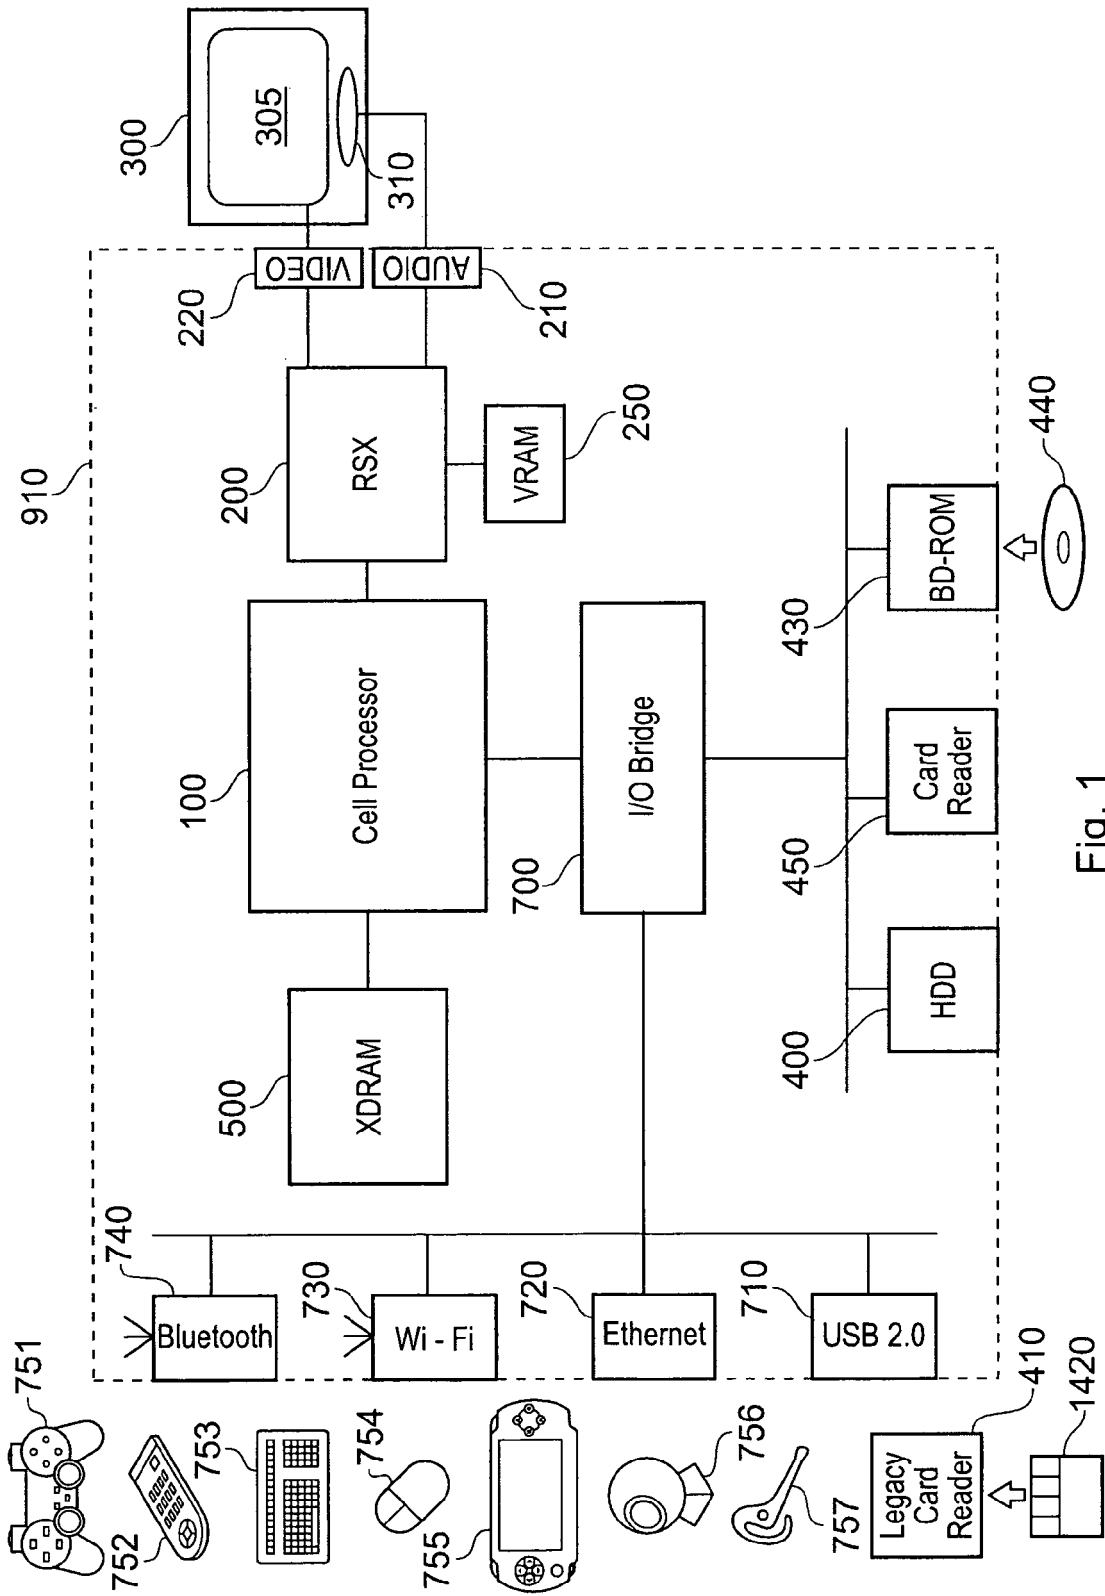 300
305
310
VIDEO
220
AUDIO
210
910
200
RSX
VRAM
250
100
Cell Processor
500
XDRAM
700
I/O Bridge
430
BD-ROM
440
450
Card
Reader
400
HDD
740
Bluetooth
730
Wi - Fi
720
Ethernet
710
USB 2.0
751
752
753
754
755
756
757
410
Legacy
Card
Reader
1420
Fig. 1